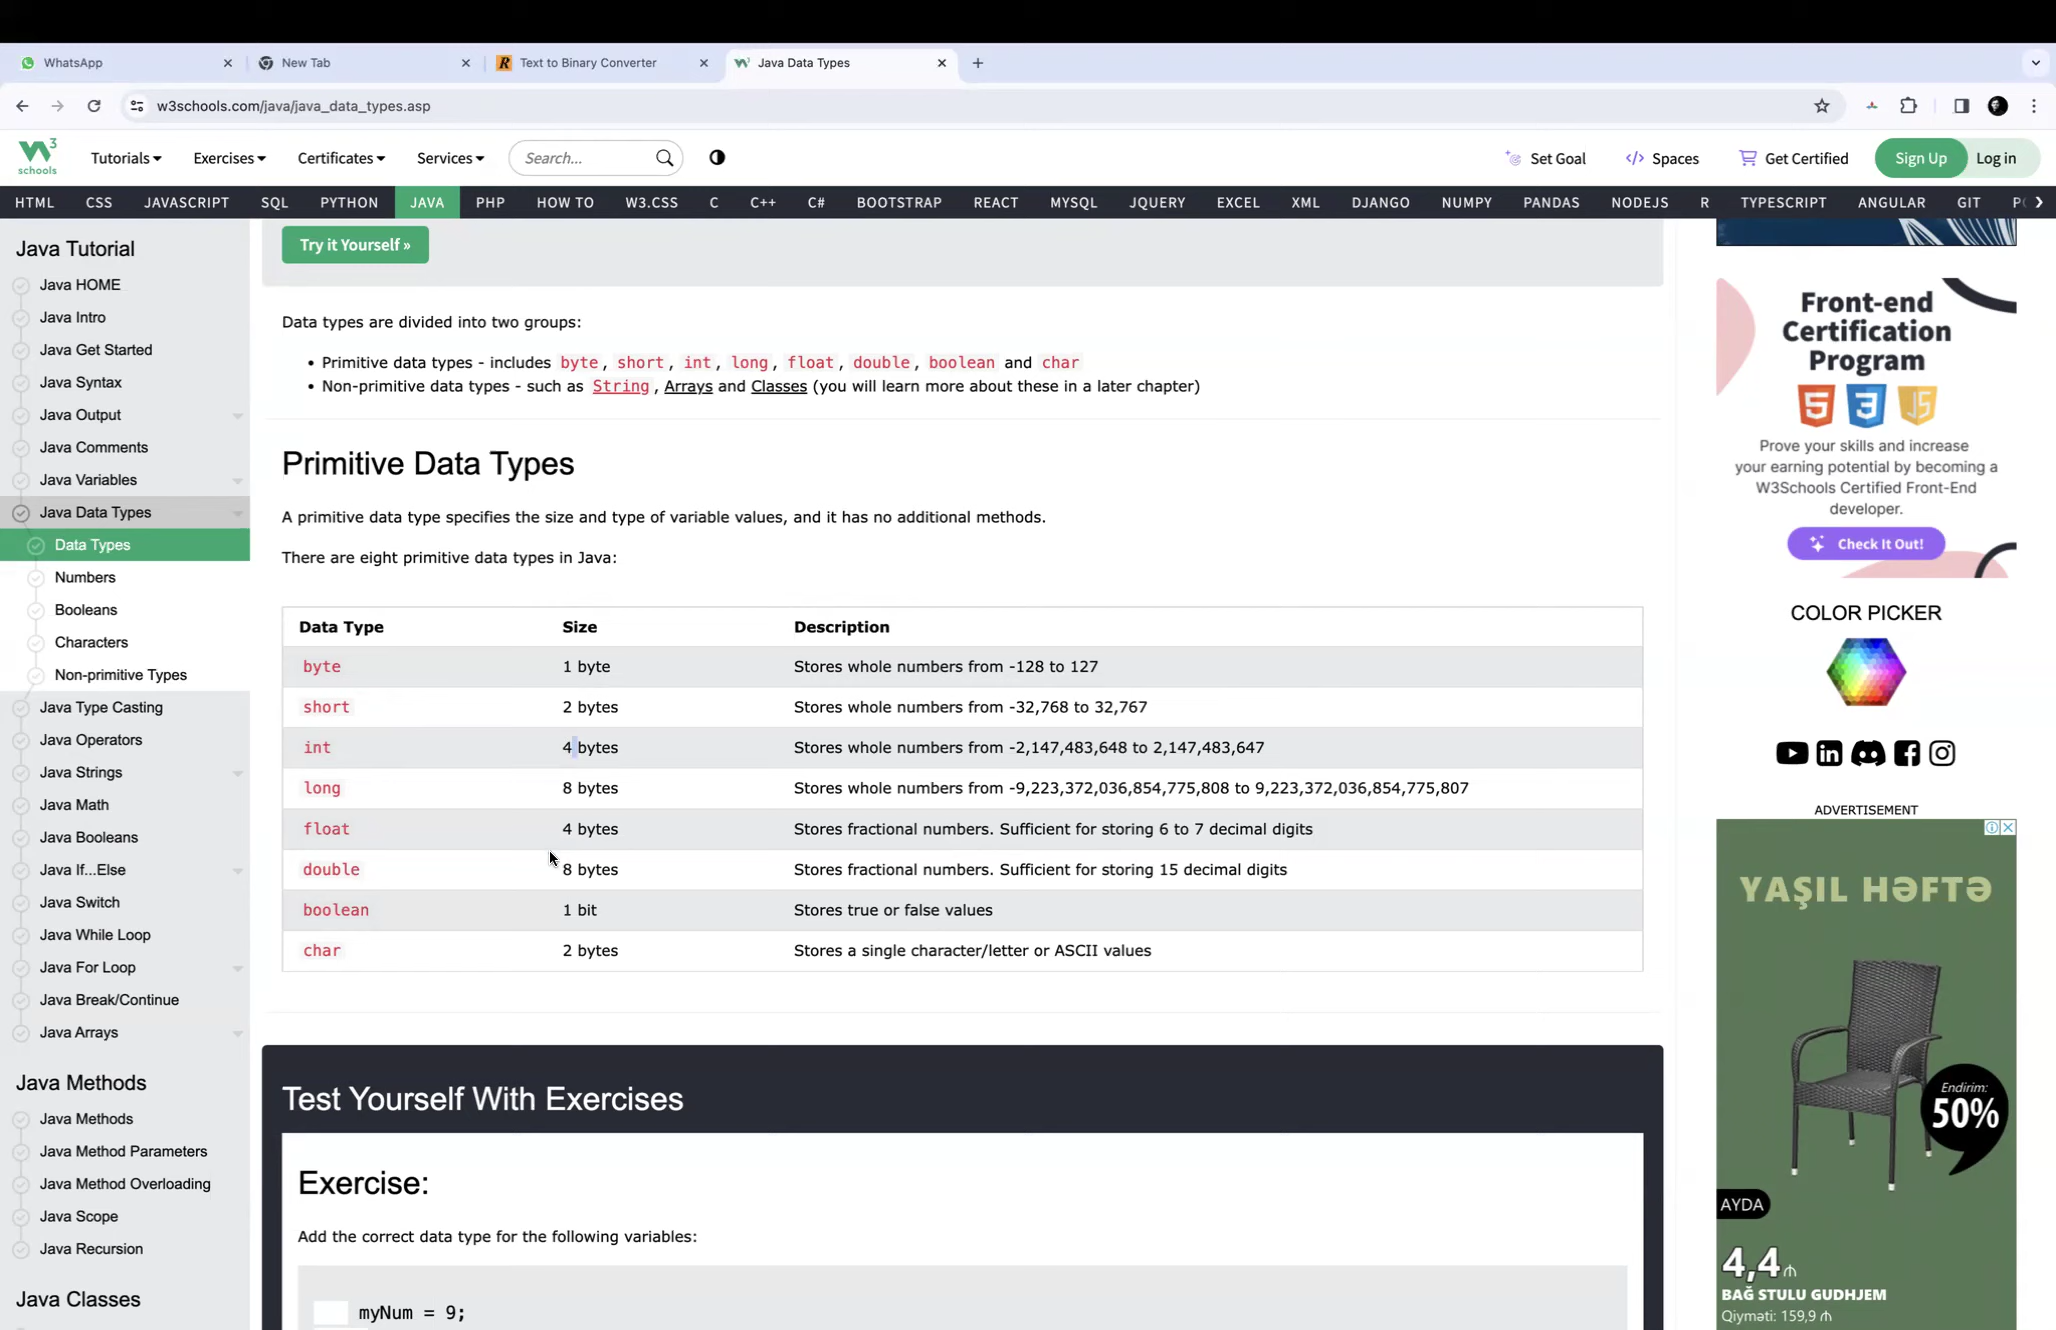 WhatsApp
New Tab
Text to Binary Converter
Java Data Types
w3schools.com/java/java_data_types.asp
W3 schools
Tutorials
Exercises
Certificates
Services
Search...
Set Goal
Spaces
Get Certified
Sign Up
Log in
HTML CSS JAVASCRIPT SQL PYTHON JAVA PHP HOW TO W3.CSS C C++ C# BOOTSTRAP REACT MYSQL JQUERY EXCEL XML DJANGO NUMPY PANDAS NODEJS R TYPESCRIPT ANGULAR GIT
Java Tutorial
Java HOME
Java Intro
Java Get Started
Java Syntax
Java Output
Java Comments
Java Variables
Java Data Types
Data Types
Numbers
Booleans
Characters
Non-primitive Types
Java Type Casting
Java Operators
Java Strings
Java Math
Java Booleans
Java If...Else
Java Switch
Java While Loop
Java For Loop
Java Break/Continue
Java Arrays
Java Methods
Java Methods
Java Method Parameters
Java Method Overloading
Java Scope
Java Recursion
Java Classes
Try it Yourself »
Data types are divided into two groups:
• Primitive data types - includes byte, short, int, long, float, double, boolean and char
• Non-primitive data types - such as String, Arrays and Classes (you will learn more about these in a later chapter)
Primitive Data Types
A primitive data type specifies the size and type of variable values, and it has no additional methods.
There are eight primitive data types in Java:
Data Type Size Description
byte 1 byte Stores whole numbers from -128 to 127
short 2 bytes Stores whole numbers from -32,768 to 32,767
int 4 bytes Stores whole numbers from -2,147,483,648 to 2,147,483,647
long 8 bytes Stores whole numbers from -9,223,372,036,854,775,808 to 9,223,372,036,854,775,807
float 4 bytes Stores fractional numbers. Sufficient for storing 6 to 7 decimal digits
double 8 bytes Stores fractional numbers. Sufficient for storing 15 decimal digits
boolean 1 bit Stores true or false values
char 2 bytes Stores a single character/letter or ASCII values
Test Yourself With Exercises
Exercise:
Add the correct data type for the following variables:
myNum = 9;
Front-end
Certification
Program
5 3 JS
Prove your skills and increase
your earning potential by becoming a
W3Schools Certified Front-End
developer.
Check It Out!
COLOR PICKER
ADVERTISEMENT
YAŞIL HƏFTƏ
Endirim:
50%
AYDA
4,4 ₼
BAĞ STULU GUDHJEM
Qiyməti: 159,9 ₼